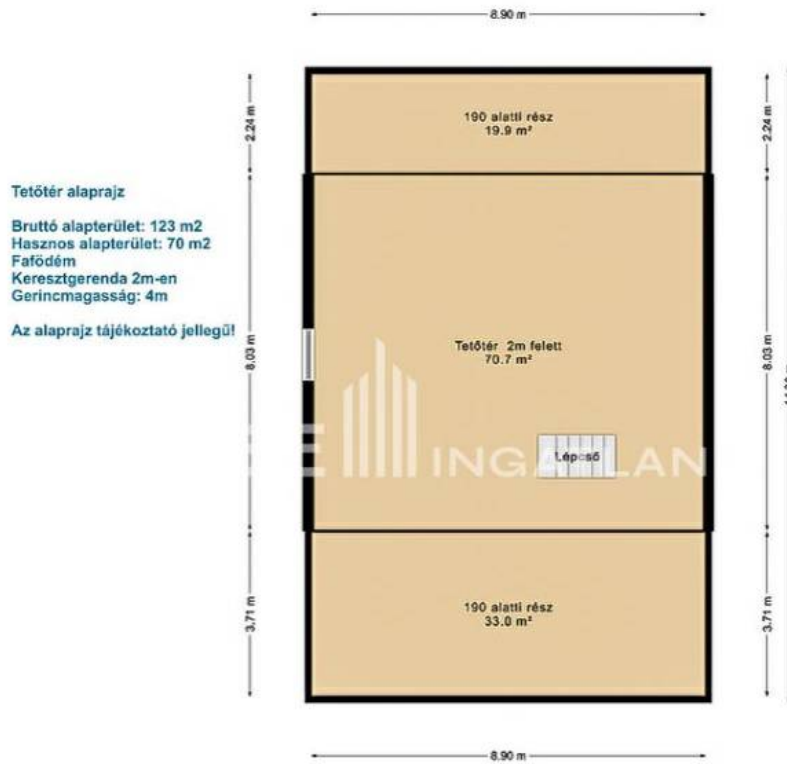 8.90 m
2.24 m
190 alatti rész
19.9 m²
2.24 m
Tetőtér alaprajz
Bruttó alapterület: 123 m2
Hasznos alapterület: 70 m2
Fafödém
Keresztgerenda 2m-en
Gerincmagasság: 4m
Az alaprajz tájékoztató jellegű!
8.03 m
Tetőtér 2m felett
70.7 m²
8.03 m
Lépcső
INGATLAN
3.71 m
190 alatti rész
33.0 m²
3.71 m
8.90 m